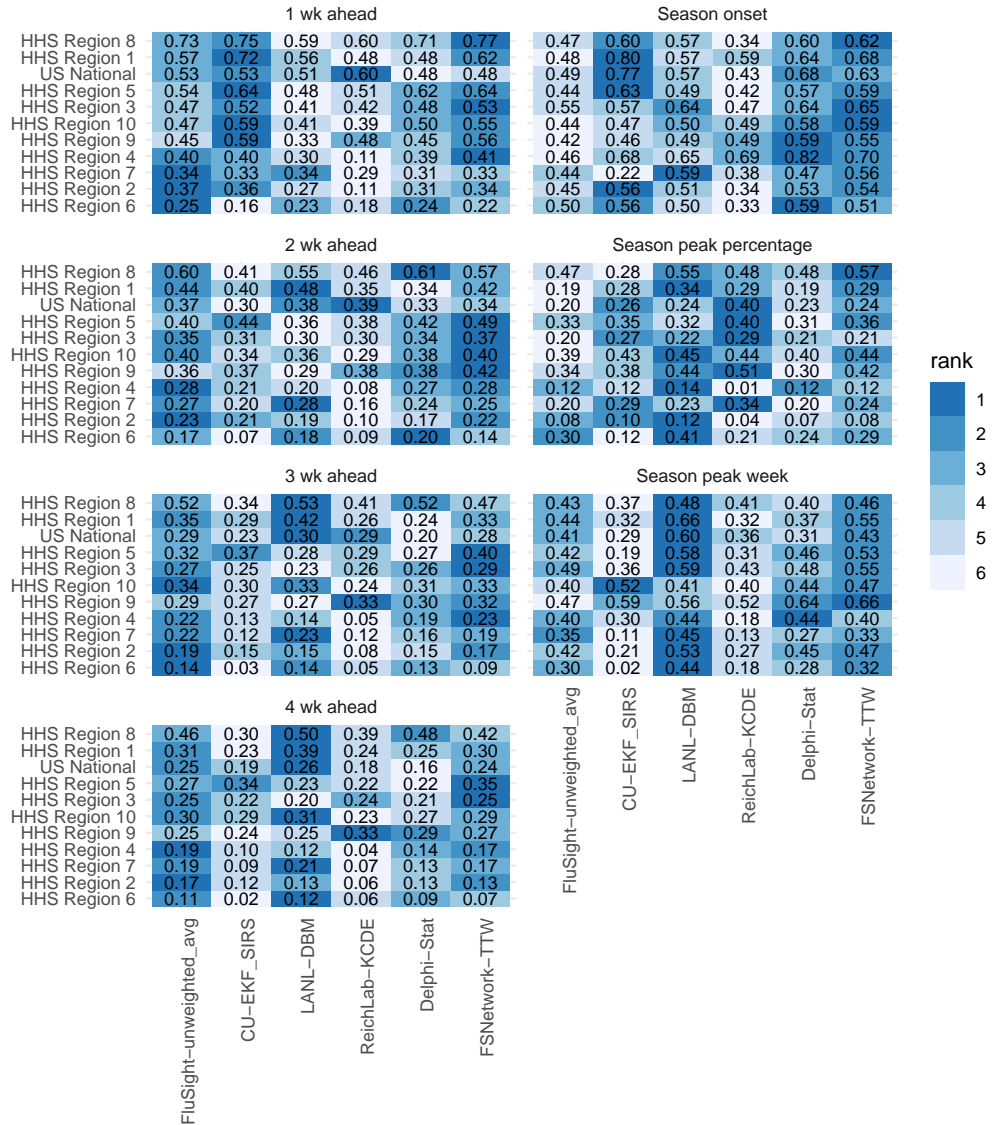 1 wk ahead
HHS Region 8 0.73 0.75 0.59 0.60 0.71 0.77
HHS Region 1 0.53 0.72 0.56 0.48 0.48 0.62
US National 0.53 0.53 0.51 0.60 0.48 0.48
HHS Region 5 0.54 0.64 0.48 0.51 0.62 0.64
HHS Region 3 0.47 0.52 0.41 0.42 0.48 0.53
HHS Region 10 0.47 0.59 0.41 0.39 0.50 0.55
HHS Region 9 0.45 0.59 0.33 0.48 0.45 0.56
HHS Region 4 0.40 0.40 0.30 0.11 0.39 0.41
HHS Region 7 0.34 0.33 0.34 0.29 0.31 0.33
HHS Region 2 0.37 0.36 0.27 0.11 0.31 0.34
HHS Region 6 0.25 0.16 0.23 0.18 0.24 0.22
Season onset
0.47 0.60 0.57 0.34 0.60 0.62
0.48 0.80 0.57 0.59 0.64 0.68
0.49 0.77 0.57 0.43 0.68 0.63
0.44 0.63 0.49 0.42 0.57 0.59
0.55 0.57 0.64 0.47 0.64 0.65
0.44 0.47 0.50 0.49 0.58 0.59
0.42 0.46 0.49 0.49 0.59 0.55
0.46 0.68 0.65 0.69 0.82 0.70
0.44 0.22 0.59 0.38 0.47 0.56
0.45 0.56 0.51 0.34 0.53 0.54
0.50 0.56 0.50 0.33 0.59 0.51
2 wk ahead
HHS Region 8 0.60 0.41 0.55 0.46 0.61 0.57
HHS Region 1 0.44 0.40 0.48 0.35 0.34 0.42
US National 0.37 0.30 0.38 0.39 0.33 0.34
HHS Region 5 0.40 0.44 0.36 0.38 0.42 0.49
HHS Region 3 0.35 0.31 0.30 0.30 0.34 0.37
HHS Region 10 0.40 0.34 0.36 0.29 0.38 0.40
HHS Region 9 0.36 0.37 0.29 0.38 0.38 0.42
HHS Region 4 0.28 0.21 0.20 0.08 0.27 0.28
HHS Region 7 0.27 0.20 0.28 0.16 0.24 0.25
HHS Region 2 0.23 0.21 0.19 0.10 0.17 0.22
HHS Region 6 0.17 0.07 0.18 0.09 0.20 0.14
Season peak percentage
0.47 0.28 0.55 0.48 0.48 0.57
0.19 0.28 0.34 0.29 0.19 0.29
0.20 0.26 0.24 0.40 0.23 0.24
0.33 0.35 0.32 0.40 0.31 0.36
0.20 0.27 0.22 0.29 0.21 0.21
0.39 0.43 0.45 0.44 0.40 0.44
0.34 0.38 0.44 0.51 0.30 0.42
0.12 0.12 0.14 0.01 0.12 0.12
0.20 0.29 0.23 0.34 0.20 0.24
0.08 0.10 0.12 0.04 0.07 0.08
0.30 0.12 0.41 0.21 0.24 0.29
3 wk ahead
HHS Region 8 0.52 0.34 0.53 0.41 0.52 0.47
HHS Region 1 0.35 0.29 0.42 0.26 0.24 0.33
US National 0.29 0.23 0.30 0.29 0.20 0.28
HHS Region 5 0.32 0.37 0.28 0.29 0.27 0.40
HHS Region 3 0.27 0.25 0.23 0.26 0.26 0.29
HHS Region 10 0.34 0.30 0.33 0.24 0.31 0.33
HHS Region 9 0.29 0.27 0.27 0.33 0.30 0.32
HHS Region 4 0.22 0.13 0.14 0.05 0.19 0.23
HHS Region 7 0.22 0.12 0.23 0.12 0.16 0.19
HHS Region 2 0.19 0.15 0.15 0.08 0.15 0.17
HHS Region 6 0.14 0.03 0.14 0.05 0.13 0.09
Season peak week
0.43 0.37 0.48 0.41 0.40 0.46
0.44 0.32 0.66 0.32 0.37 0.55
0.41 0.29 0.60 0.36 0.31 0.43
0.42 0.19 0.58 0.31 0.46 0.53
0.49 0.36 0.59 0.43 0.48 0.55
0.40 0.52 0.41 0.40 0.44 0.47
0.47 0.59 0.56 0.52 0.64 0.66
0.40 0.30 0.44 0.18 0.44 0.40
0.35 0.11 0.45 0.13 0.27 0.33
0.42 0.21 0.53 0.27 0.45 0.47
0.30 0.02 0.44 0.18 0.28 0.32
FluSight−unweighted_avg
CU−EKF_SIRS
LANL−DBM
ReichLab−KCDE
Delphi−Stat
FSNetwork−TTW
4 wk ahead
HHS Region 8 0.46 0.30 0.50 0.39 0.48 0.42
HHS Region 1 0.31 0.23 0.39 0.24 0.25 0.30
US National 0.25 0.19 0.26 0.18 0.16 0.24
HHS Region 5 0.27 0.34 0.23 0.22 0.22 0.35
HHS Region 3 0.25 0.22 0.20 0.24 0.21 0.25
HHS Region 10 0.30 0.29 0.31 0.23 0.27 0.29
HHS Region 9 0.25 0.24 0.25 0.33 0.29 0.27
HHS Region 4 0.19 0.10 0.12 0.04 0.14 0.17
HHS Region 7 0.19 0.09 0.21 0.07 0.13 0.17
HHS Region 2 0.17 0.12 0.13 0.06 0.13 0.13
HHS Region 6 0.11 0.02 0.12 0.06 0.09 0.07
FluSight−unweighted_avg
CU−EKF_SIRS
LANL−DBM
ReichLab−KCDE
Delphi−Stat
FSNetwork−TTW
rank
1
2
3
4
5
6